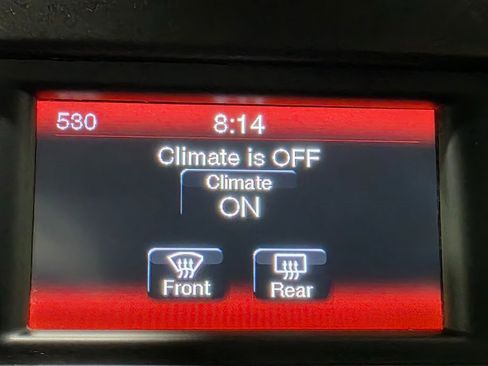 530 8:14
Climate is OFF
Climate
ON
Front Rear